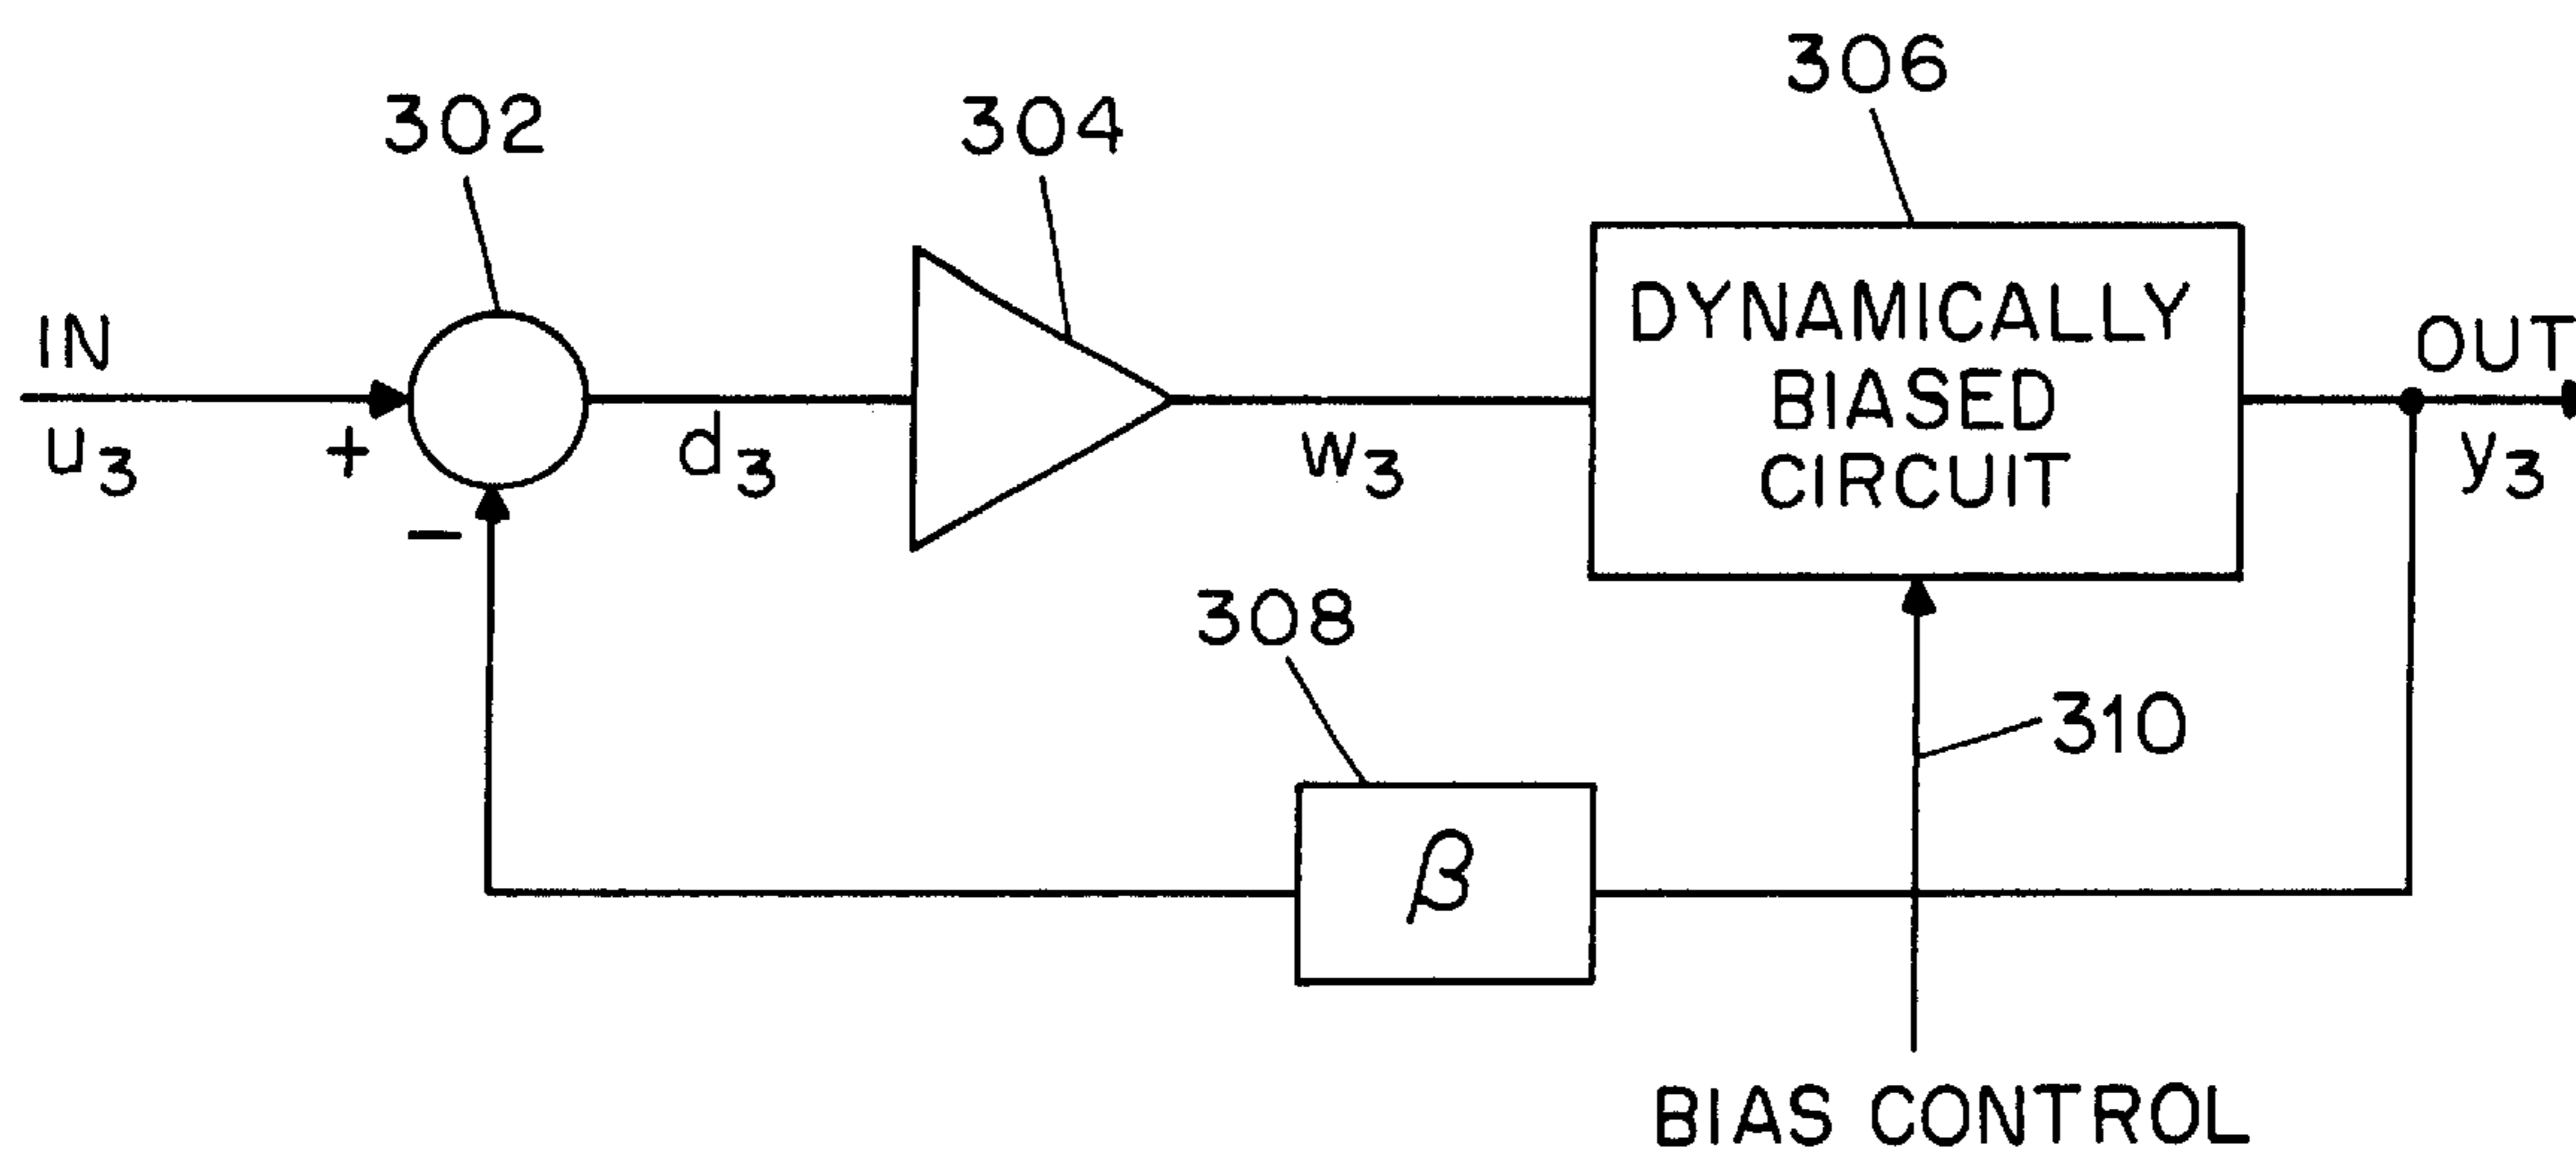 306
302
304
IN
u3
+
−
d3
w3
DYNAMICALLY
BIASED
CIRCUIT
OUT
y3
308
β
310
BIAS CONTROL